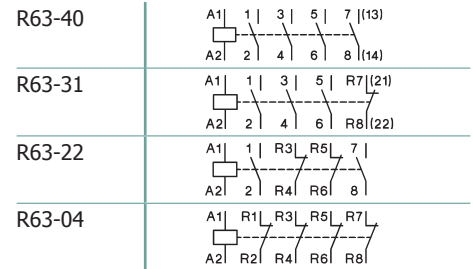 R63-40
A1 1 3 5 7 (13)
A2 2 4 6 8 (14)
R63-31
A1 1 3 5 R7 (21)
A2 2 4 6 R8 (22)
R63-22
A1 1 R3 R5 7
A2 2 R4 R6 8
R63-04
A1 R1 R3 R5 R7
A2 R2 R4 R6 R8